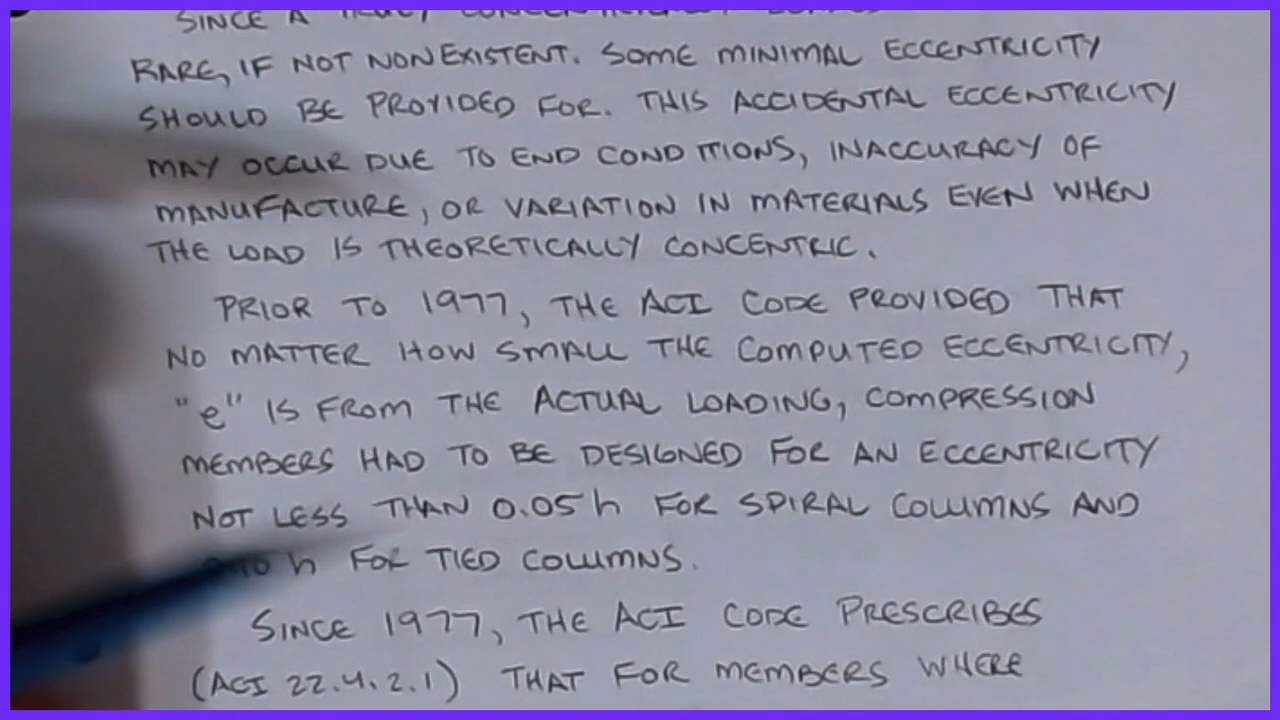 SINCE A TRULY
RARE, IF NOT NONEXISTENT. SOME MINIMAL ECCENTRICITY
SHOULD BE PROVIDED FOR. THIS ACCIDENTAL ECCENTRICITY
MAY OCCUR DUE TO END CONDITIONS, INACCURACY OF
MANUFACTURE, OR VARIATION IN MATERIALS EVEN WHEN
THE LOAD IS THEORETICALLY CONCENTRIC.
PRIOR TO 1977, THE ACI CODE PROVIDED THAT
NO MATTER HOW SMALL THE COMPUTED ECCENTRICITY,
"e" IS FROM THE ACTUAL LOADING, COMPRESSION
MEMBERS HAD TO BE DESIGNED FOR AN ECCENTRICITY
NOT LESS THAN 0.05h FOR SPIRAL COLUMNS AND
h FOR TIED COLUMNS.
SINCE 1977, THE ACI CODE PRESCRIBES
(ACI 22.4.2.1) THAT FOR MEMBERS WHERE